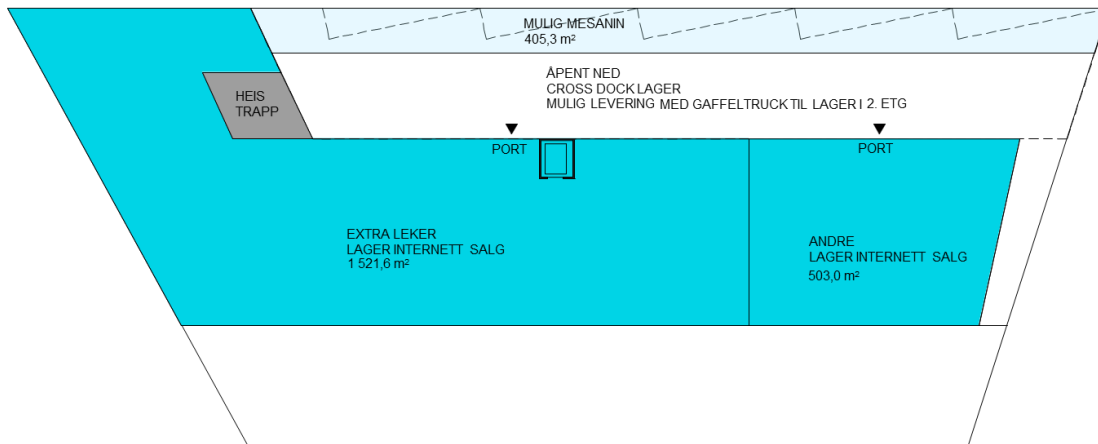 MULIG MESANIN
405,3 m²
ÅPENT NED
CROSS DOCK LAGER
MULIG LEVERING MED GAFFELTRUCK TIL LAGER I 2. ETG
HEIS
TRAPP
PORT
PORT
EXTRA LEKER
LAGER INTERNETT SALG
1 521,6 m²
ANDRE
LAGER INTERNETT SALG
503,0 m²